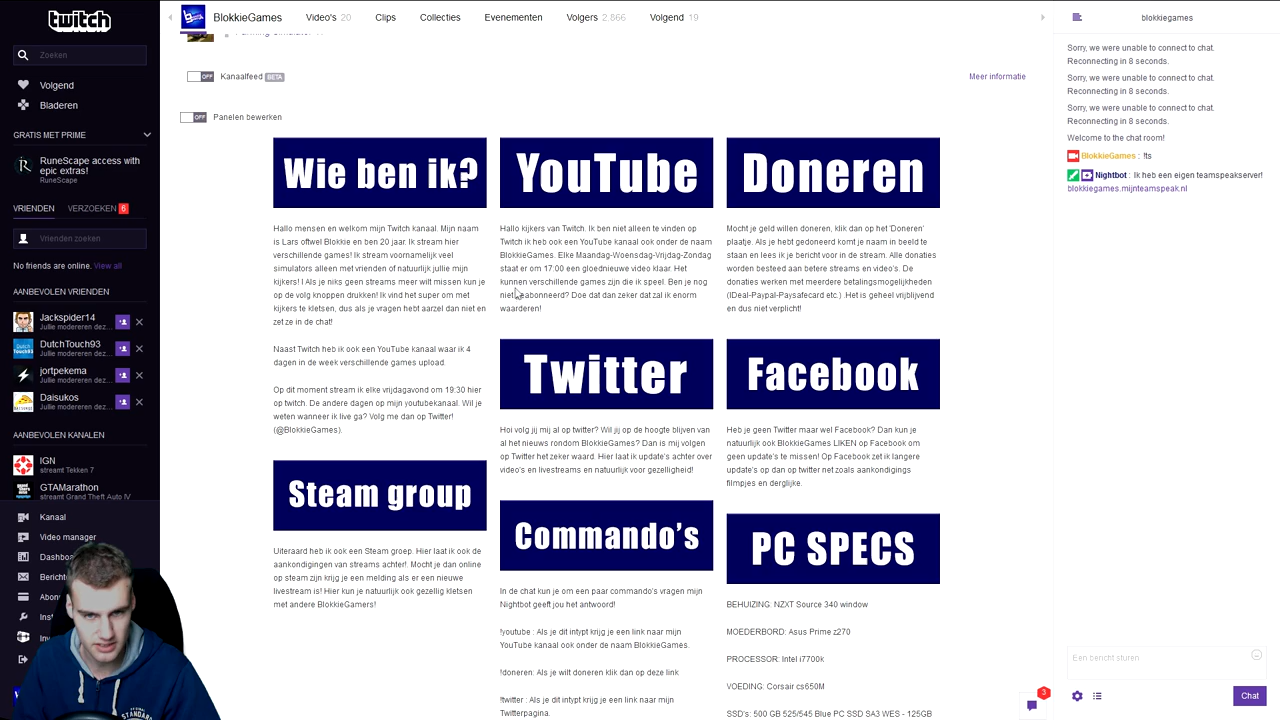 twitch
Zoeken
Volgend
Bladeren
GRATIS MET PRIME
RuneScape access with
epic extras!
RuneScape
VRIENDEN VERZOEKEN 6
Vrienden zoeken
No friends are online. View all
AANBEVOLEN VRIENDEN
Jackspider14
Jullie modereren dez...
DutchTouch93
Jullie modereren dez...
jortpekema
Jullie modereren dez...
Daisukos
Jullie modereren dez...
AANBEVOLEN KANALEN
IGN
streamt Tekken 7
GTAMarathon
streamt Grand Theft Auto IV
Kanaal
Video manager
BlokkieGames Video's 20 Clips Collecties Evenementen Volgers 2,866 Volgend 19
OFF Kanaalfeed BETA Meer informatie
OFF Panelen bewerken
Wie ben ik?
Hallo mensen en welkom mijn Twitch kanaal. Mijn naam
is Lars oftwel Blokkie en ben 20 jaar. Ik stream hier
verschillende games! Ik stream voornamelijk veel
simulators alleen met vrienden of natuurlijk jullie mijn
kijkers! ! Als je niks geen streams meer wilt missen kun je
op de volg knoppen drukken! Ik vind het super om met
kijkers te kletsen, dus als je vragen hebt aarzel dan niet en
zet ze in de chat!
Naast Twitch heb ik ook een YouTube kanaal waar ik 4
dagen in de week verschillende games upload.
Op dit moment stream ik elke vrijdagavond om 19:30 hier
op twitch. De andere dagen op mijn youtubekanaal. Wil je
weten wanneer ik live ga? Volg me dan op Twitter!
(@BlokkieGames).
Steam group
Uiteraard heb ik ook een Steam groep. Hier laat ik ook de
aankondigingen van streams achter!. Mocht je dan online
op steam zijn krijg je een melding als er een nieuwe
livestream is! Hier kun je natuurlijk ook gezellig kletsen
met andere BlokkieGamers!
YouTube
Hallo kijkers van Twitch. Ik ben niet alleen te vinden op
Twitch ik heb ook een YouTube kanaal ook onder de naam
BlokkieGames. Elke Maandag-Woensdag-Vrijdag-Zondag
staat er om 17:00 een gloednieuwe video klaar. Het
kunnen verschillende games zijn die ik speel. Ben je nog
niet geabonneerd? Doe dat dan zeker dat zal ik enorm
waarderen!
Twitter
Hoi volg jij mij al op twitter? Wil jij op de hoogte blijven van
al het nieuws rondom BlokkieGames? Dan is mij volgen
op Twitter het zeker waard. Hier laat ik update's achter over
video's en livestreams en natuurlijk voor gezelligheid!
Commando's
In de chat kun je om een paar commando's vragen mijn
Nightbot geeft jou het antwoord!
!youtube : Als je dit intypt krijg je een link naar mijn
YouTube kanaal ook onder de naam BlokkieGames.
!doneren: Als je wilt doneren klik dan op deze link
!twitter : Als je dit intypt krijg je een link naar mijn
Twitterpagina.
Doneren
Mocht je geld willen doneren, klik dan op het 'Doneren'
plaatje. Als je hebt gedoneerd komt je naam in beeld te
staan en lees ik je bericht voor in de stream. Alle donaties
worden besteed aan betere streams en video's. De
donaties werken met meerdere betalingsmogelijkheden
(IDeal-Paypal-Paysafecard etc.) .Het is geheel vrijblijvend
en dus niet verplicht!
Facebook
Heb je geen Twitter maar wel Facebook? Dan kun je
natuurlijk ook BlokkieGames LIKEN op Facebook om
geen update's te missen! Op Facebook zet ik langere
update's op dan op twitter net zoals aankondigings
filmpjes en derglijke.
PC SPECS
BEHUIZING: NZXT Source 340 window
MOEDERBORD: Asus Prime z270
PROCESSOR: Intel i7700k
VOEDING: Corsair cs650M
SSD's: 500 GB 525/545 Blue PC SSD SA3 WES - 125GB
blokkiegames
Sorry, we were unable to connect to chat.
Reconnecting in 8 seconds.
Sorry, we were unable to connect to chat.
Reconnecting in 8 seconds.
Sorry, we were unable to connect to chat.
Reconnecting in 8 seconds.
Welcome to the chat room!
BlokkieGames : !ts
Nightbot : Ik heb een eigen teamspeakserver!
blokkiegames.mijnteamspeak.nl
Een bericht sturen
3
Chat